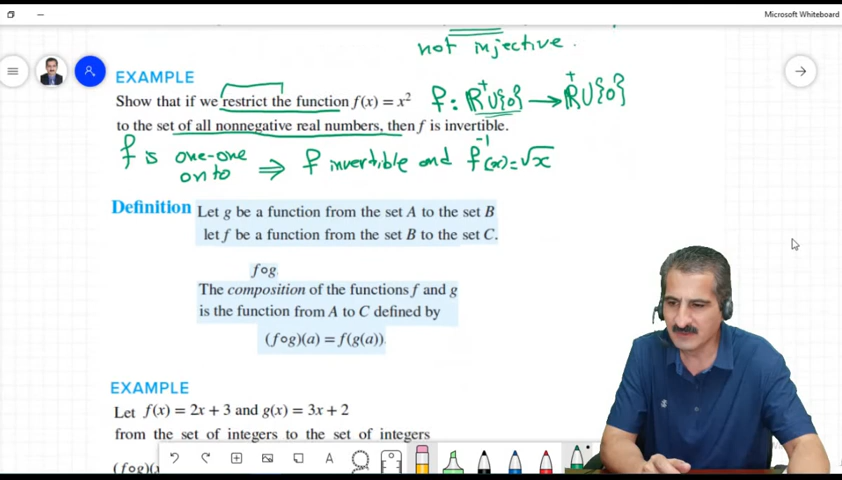 Microsoft Whiteboard
not injective.
EXAMPLE
Show that if we restrict the function f(x) = x² f : ℝ⁺∪{0} → ℝ⁺∪{0}
to the set of all nonnegative real numbers, then f is invertible.
f is one-one onto ⇒ f invertible and f⁻¹(x) = √x
Definition Let g be a function from the set A to the set B
let f be a function from the set B to the set C.
fog
The composition of the functions f and g
is the function from A to C defined by
(fog)(a) = f(g(a))
EXAMPLE
Let f(x) = 2x + 3 and g(x) = 3x + 2
from the set of integers to the set of integers
(fog)(
A